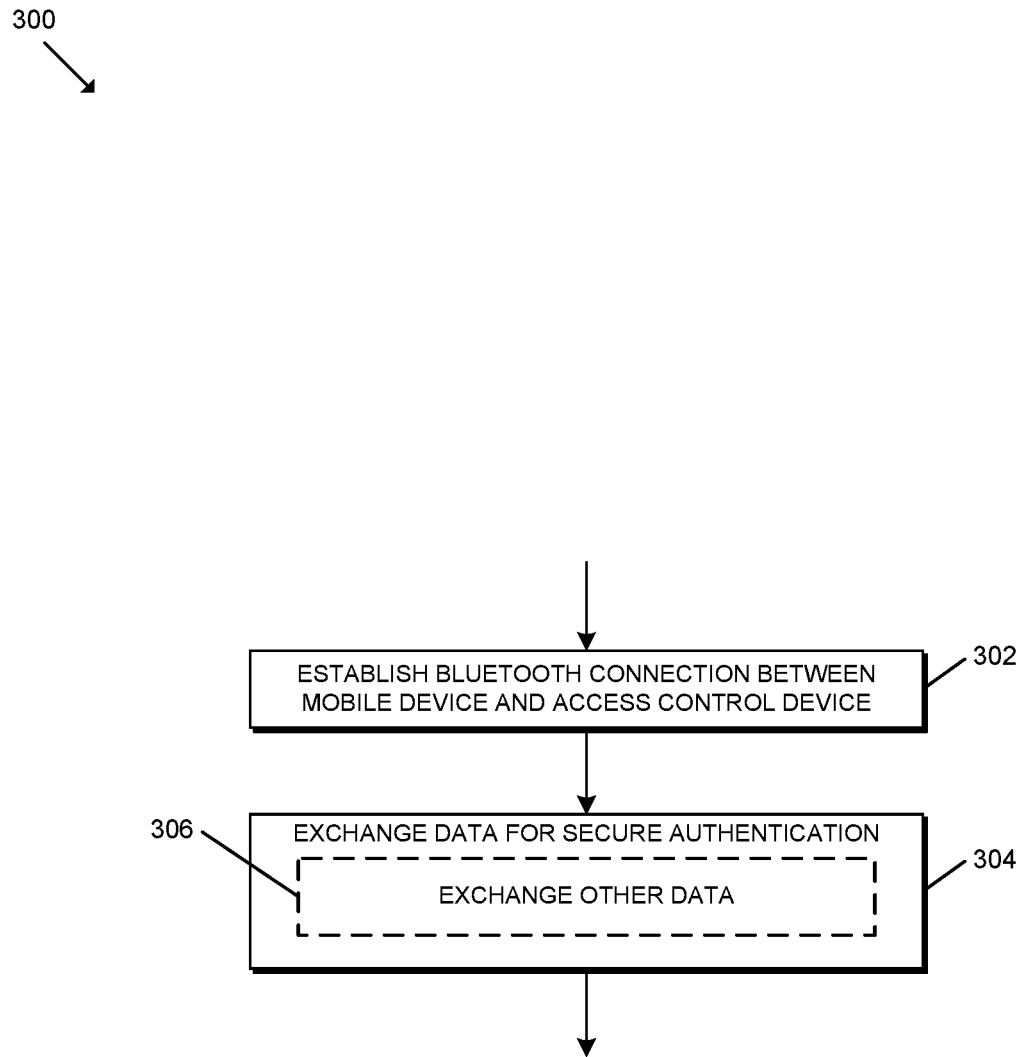 300
ESTABLISH BLUETOOTH CONNECTION BETWEEN
MOBILE DEVICE AND ACCESS CONTROL DEVICE
302
306
EXCHANGE DATA FOR SECURE AUTHENTICATION
304
EXCHANGE OTHER DATA